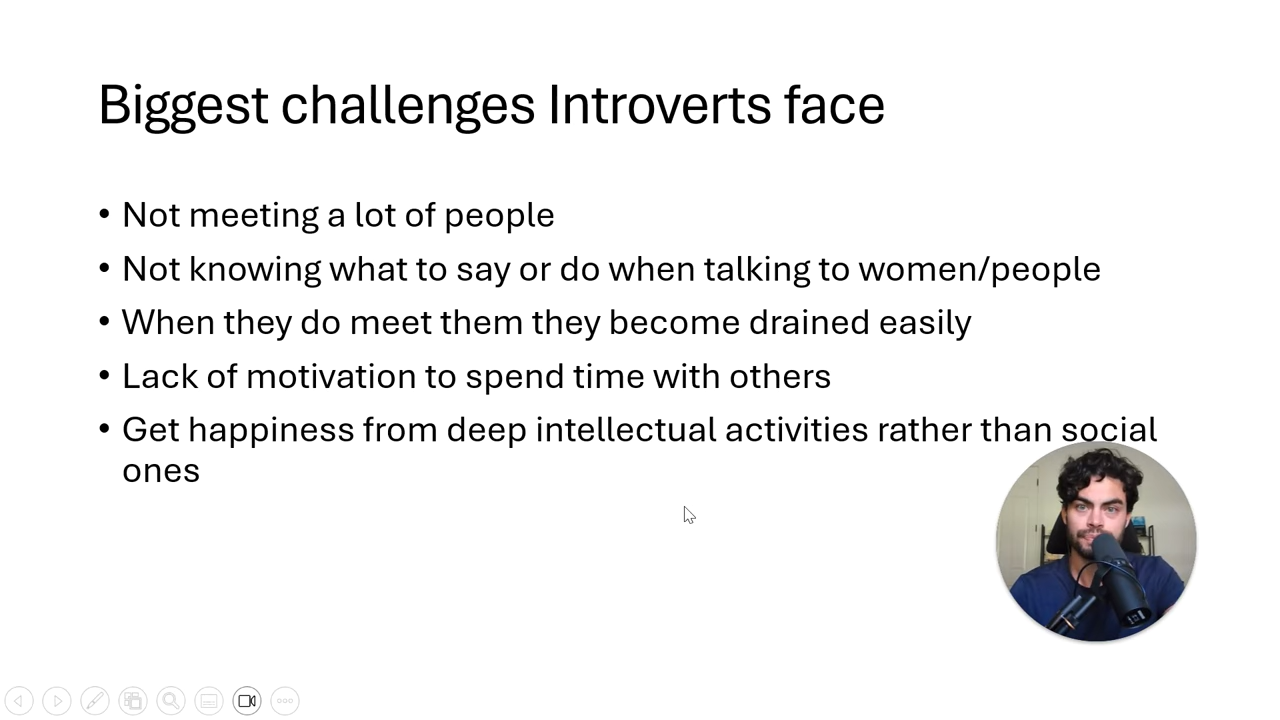 Biggest challenges Introverts face
• Not meeting a lot of people
• Not knowing what to say or do when talking to women/people
• When they do meet them they become drained easily
• Lack of motivation to spend time with others
• Get happiness from deep intellectual activities rather than social
ones